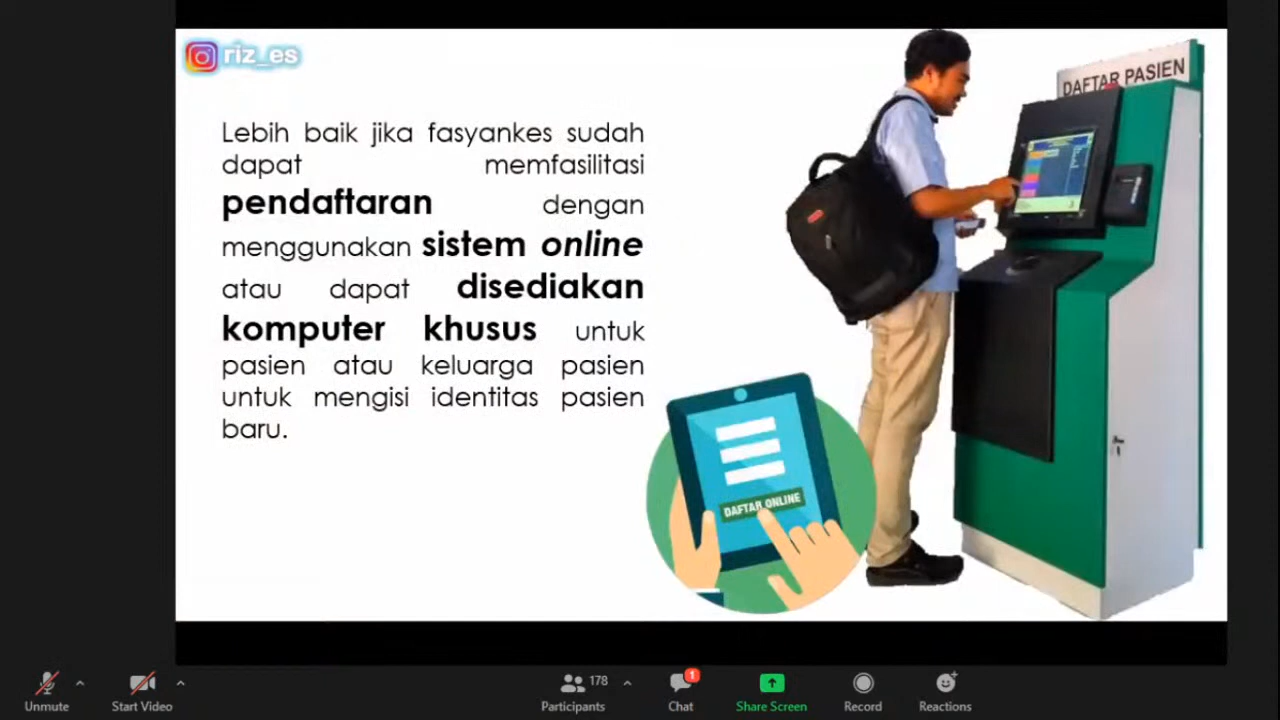 riz_es
DAFTAR PASIEN
Lebih baik jika fasyankes sudah
dapat memfasilitasi
pendaftaran dengan
menggunakan sistem online
atau dapat disediakan
komputer khusus untuk
pasien atau keluarga pasien
untuk mengisi identitas pasien
baru.
DAFTAR ONLINE
Unmute
Start Video
178
Participants
1
Chat
Share Screen
Record
Reactions